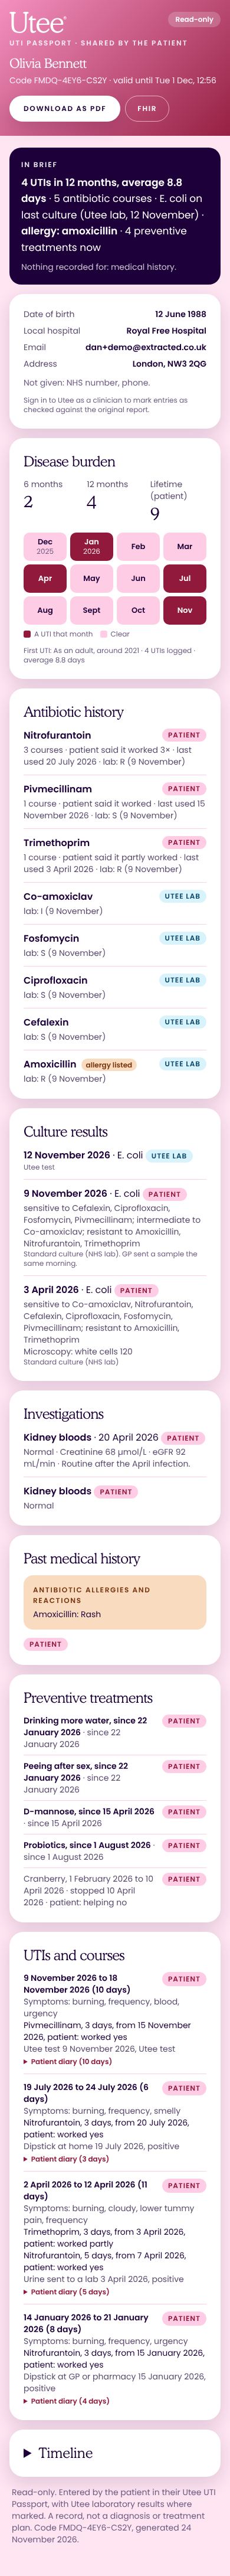 Utee®
Read-only
UTI PASSPORT · SHARED BY THE PATIENT
Olivia Bennett
Code FMDQ-4EY6-CS2Y · valid until Tue 1 Dec, 12:56
DOWNLOAD AS PDF
FHIR
IN BRIEF
4 UTIs in 12 months, average 8.8
days · 5 antibiotic courses · E. coli on
last culture (Utee lab, 12 November) ·
allergy: amoxicillin · 4 preventive
treatments now
Nothing recorded for: medical history.
Date of birth 12 June 1988
Local hospital Royal Free Hospital
Email dan+demo@extracted.co.uk
Address London, NW3 2QG
Not given: NHS number, phone.
Sign in to Utee as a clinician to mark entries as
checked against the original report.
Disease burden
6 months 12 months Lifetime
(patient)
2 4 9
Dec 2025
Jan 2026
Feb
Mar
Apr
May
Jun
Jul
Aug
Sept
Oct
Nov
A UTI that month Clear
First UTI: As an adult, around 2021 · 4 UTIs logged ·
average 8.8 days
Antibiotic history
Nitrofurantoin PATIENT
3 courses · patient said it worked 3× · last
used 20 July 2026 · lab: R (9 November)
Pivmecillinam PATIENT
1 course · patient said it worked · last used 15
November 2026 · lab: S (9 November)
Trimethoprim PATIENT
1 course · patient said it partly worked · last
used 3 April 2026 · lab: R (9 November)
Co-amoxiclav UTEE LAB
lab: I (9 November)
Fosfomycin UTEE LAB
lab: S (9 November)
Ciprofloxacin UTEE LAB
lab: S (9 November)
Cefalexin UTEE LAB
lab: S (9 November)
Amoxicillin allergy listed UTEE LAB
lab: R (9 November)
Culture results
12 November 2026 · E. coli UTEE LAB
Utee test
9 November 2026 · E. coli PATIENT
sensitive to Cefalexin, Ciprofloxacin,
Fosfomycin, Pivmecillinam; intermediate to
Co-amoxiclav; resistant to Amoxicillin,
Nitrofurantoin, Trimethoprim
Standard culture (NHS lab). GP sent a sample the
same morning.
3 April 2026 · E. coli PATIENT
sensitive to Co-amoxiclav, Nitrofurantoin,
Cefalexin, Ciprofloxacin, Fosfomycin,
Pivmecillinam; resistant to Amoxicillin,
Trimethoprim
Microscopy: white cells 120
Standard culture (NHS lab)
Investigations
Kidney bloods · 20 April 2026 PATIENT
Normal · Creatinine 68 µmol/L · eGFR 92
mL/min · Routine after the April infection.
Kidney bloods PATIENT
Normal
Past medical history
ANTIBIOTIC ALLERGIES AND
REACTIONS
Amoxicillin: Rash
PATIENT
Preventive treatments
Drinking more water, since 22 PATIENT
January 2026 · since 22
January 2026
Peeing after sex, since 22 PATIENT
January 2026 · since 22
January 2026
D-mannose, since 15 April 2026 PATIENT
· since 15 April 2026
Probiotics, since 1 August 2026 · PATIENT
since 1 August 2026
Cranberry, 1 February 2026 to 10 PATIENT
April 2026 · stopped 10 April
2026 · patient: helping no
UTIs and courses
9 November 2026 to 18 PATIENT
November 2026 (10 days)
Symptoms: burning, frequency, blood,
urgency
Pivmecillinam, 3 days, from 15 November
2026, patient: worked yes
Utee test 9 November 2026, Utee test
Patient diary (10 days)
19 July 2026 to 24 July 2026 (6 PATIENT
days)
Symptoms: burning, frequency, smelly
Nitrofurantoin, 3 days, from 20 July 2026,
patient: worked yes
Dipstick at home 19 July 2026, positive
Patient diary (3 days)
2 April 2026 to 12 April 2026 (11 PATIENT
days)
Symptoms: burning, cloudy, lower tummy
pain, frequency
Trimethoprim, 3 days, from 3 April 2026,
patient: worked partly
Nitrofurantoin, 5 days, from 7 April 2026,
patient: worked yes
Urine sent to a lab 3 April 2026, positive
Patient diary (5 days)
14 January 2026 to 21 January PATIENT
2026 (8 days)
Symptoms: burning, frequency, urgency
Nitrofurantoin, 3 days, from 15 January 2026,
patient: worked yes
Dipstick at GP or pharmacy 15 January 2026,
positive
Patient diary (4 days)
Timeline
Read-only. Entered by the patient in their Utee UTI
Passport, with Utee laboratory results where
marked. A record, not a diagnosis or treatment
plan. Code FMDQ-4EY6-CS2Y, generated 24
November 2026.